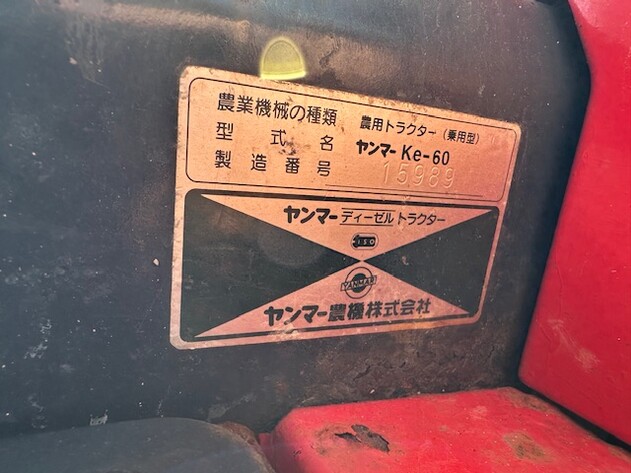 農業機械の種類 農用トラクター(乗用型)
型式名 ヤンマー Ke-60
製造番号 15989
ヤンマーディーゼルトラクター
ISO
YANMAR
ヤンマー農機株式会社